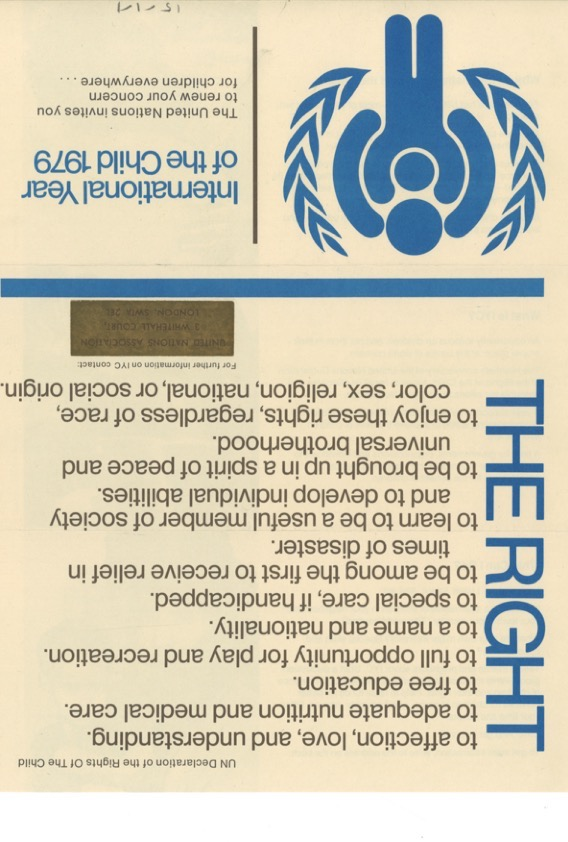 UN Declaration of the Rights Of The Child
THE RIGHT
to affection, love, and understanding.
to adequate nutrition and medical care.
to free education.
to full opportunity for play and recreation.
to a name and nationality.
to special care, if handicapped.
to be among the first to receive relief in
times of disaster.
to learn to be a useful member of society
and to develop individual abilities.
to be brought up in a spirit of peace and
universal brotherhood.
to enjoy these rights, regardless of race,
color, sex, religion, national, or social origin.
For further information on IYC contact:
UNITED NATIONS ASSOCIATION
3 WHITEHALL COURT
LONDON, SW1A 2EL
International Year
of the Child 1979
The United Nations invites you
to renew your concern
for children everywhere ...